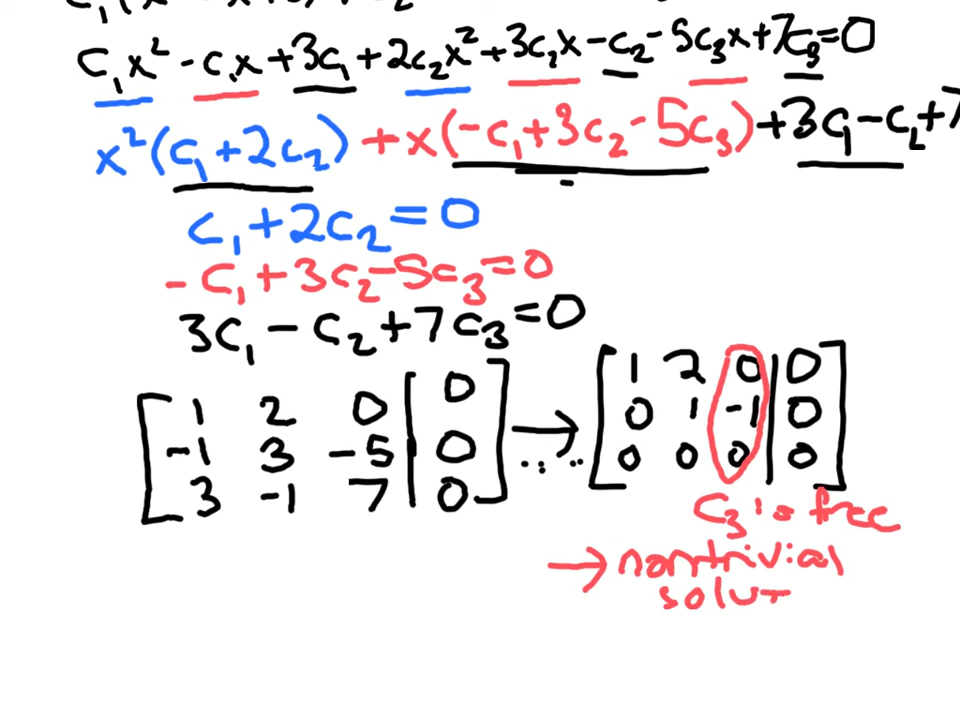 c₁x² - c₁x + 3c₁ + 2c₂x² + 3c₂x - c₂ - 5c₃x + 7c₃ = 0
x²(c₁ + 2c₂) + x(-c₁ + 3c₂ - 5c₃) + 3c₁ - c₂ + 7
c₁ + 2c₂ = 0
-c₁ + 3c₂ - 5c₃ = 0
3c₁ - c₂ + 7c₃ = 0
[1 2 0 | 0] → [1 2 0 | 0]
[-1 3 -5 | 0] ... [0 1 -1 | 0]
[3 -1 7 | 0] [0 0 0 | 0]
c₃ is free
→ nontrivial
solut